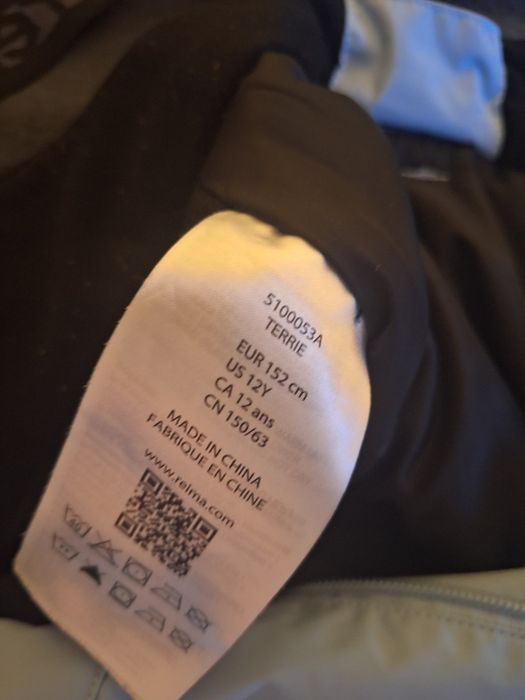 5100053A
TERRIE
EUR 152 cm
US 12Y
CA 12 ans
CN 150/63
MADE IN CHINA
FABRIQUE EN CHINE
www.reima.com